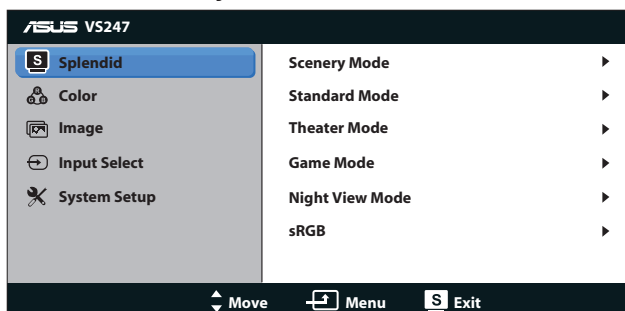 ASUS VS247
S Splendid
Color
Image
Input Select
System Setup
Scenery Mode
Standard Mode
Theater Mode
Game Mode
Night View Mode
sRGB
Move Menu S Exit